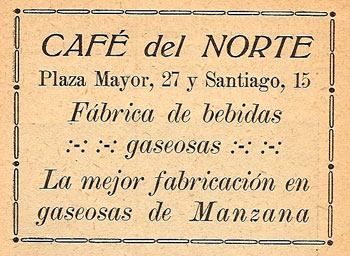 CAFÉ del NORTE
Plaza Mayor, 27 y Santiago, 15
Fábrica de bebidas
:-: :-: gaseosas :-: :-:
La mejor fabricación en
gaseosas de Manzana